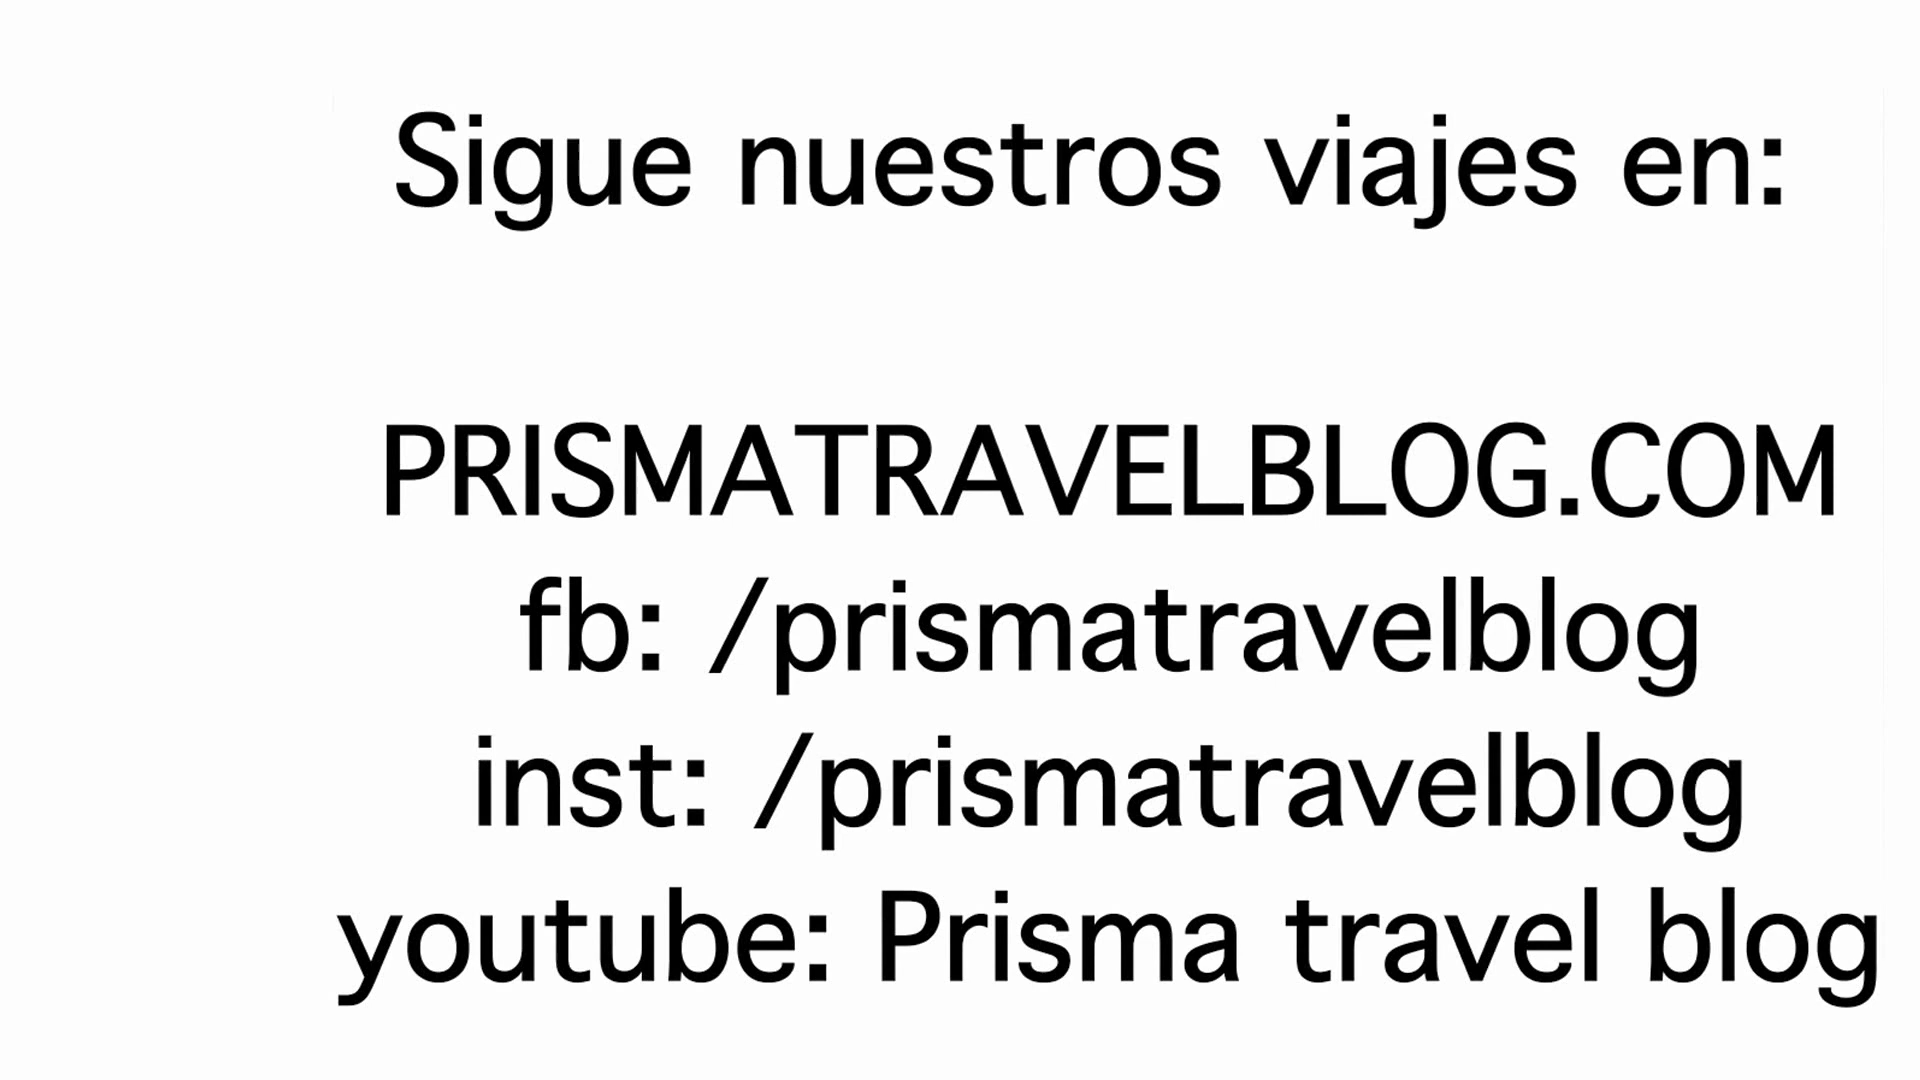 Sigue nuestros viajes en:
PRISMATRAVELBLOG.COM
fb: /prismatravelblog
inst: /prismatravelblog
youtube: Prisma travel blog